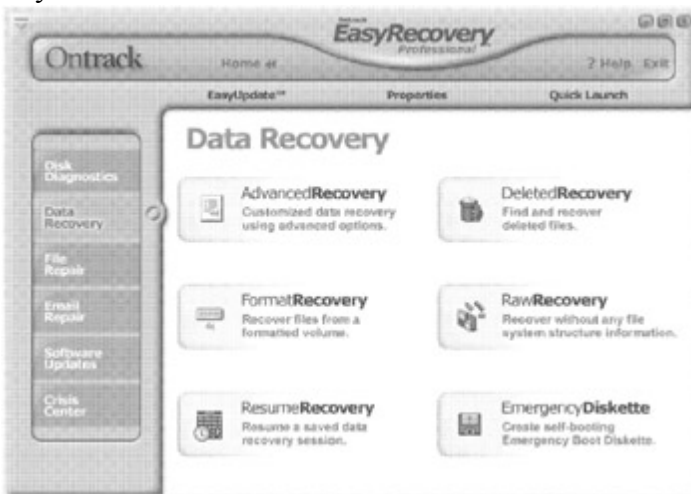 Ontrack
Ontrack
EasyRecovery
Professional
Home
? Help Exit
EasyUpdate™ Properties Quick Launch
Data Recovery
Disk
Diagnostics
Data
Recovery
File
Repair
Email
Repair
Software
Updates
Crisis
Center
AdvancedRecovery
Customized data recovery
using advanced options.
DeletedRecovery
Find and recover
deleted files.
FormatRecovery
Recover files from a
formatted volume.
RawRecovery
Recover without any file
system structure information.
ResumeRecovery
Resume a saved data
recovery session.
EmergencyDiskette
Create self-booting
Emergency Boot Diskette.